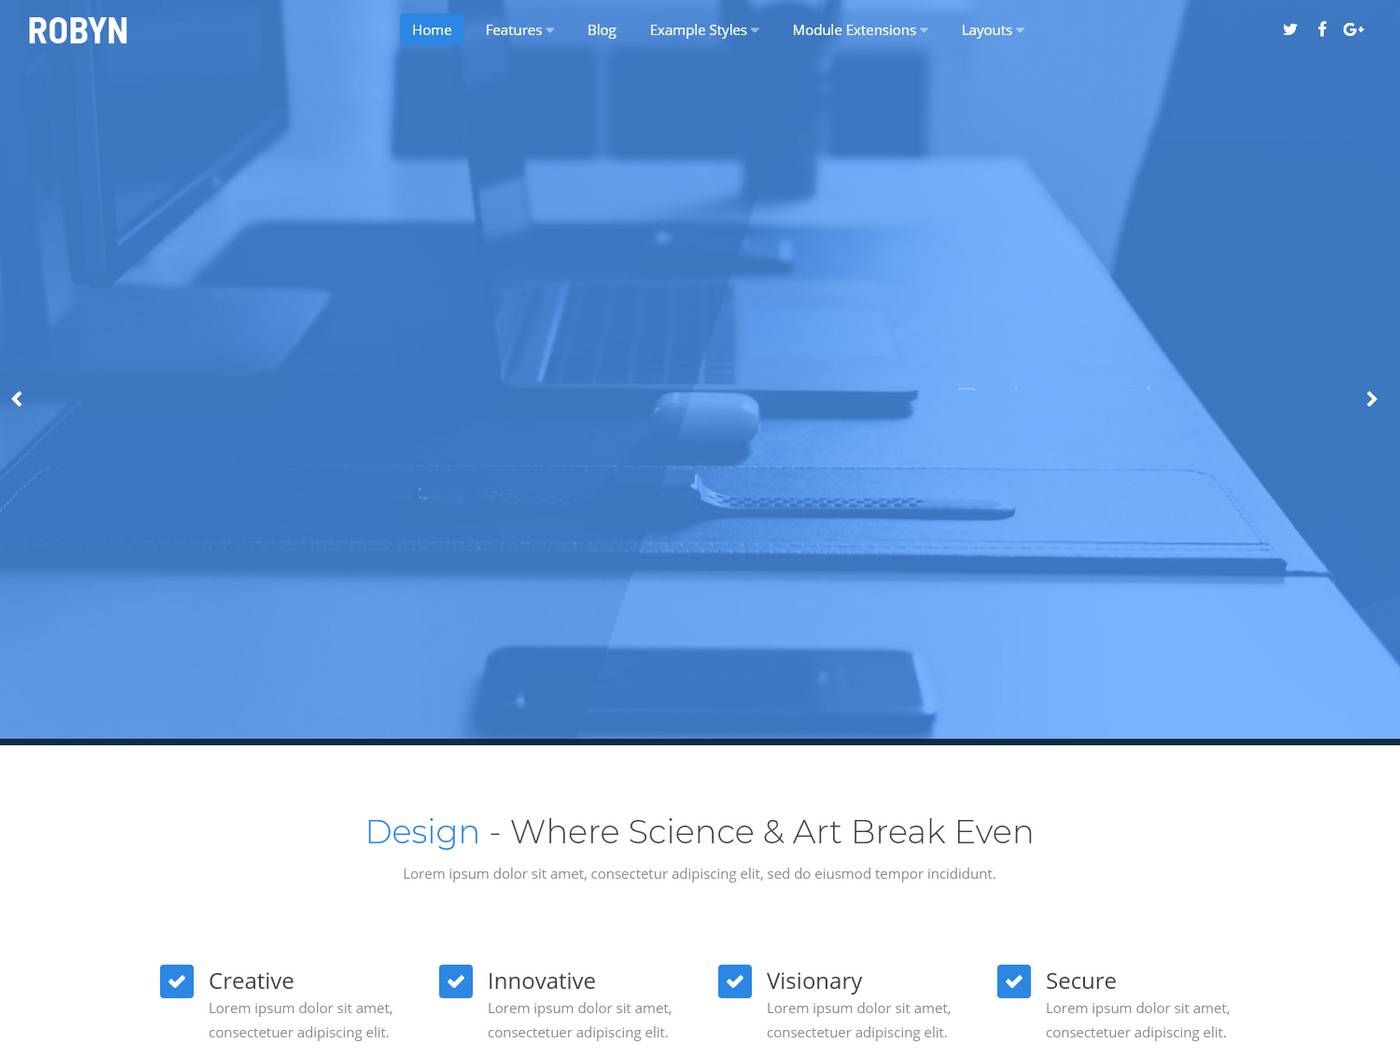 ROBYN
Home Features Blog Example Styles Module Extensions Layouts
Design - Where Science & Art Break Even
Lorem ipsum dolor sit amet, consectetur adipiscing elit, sed do eiusmod tempor incididunt.
Creative
Lorem ipsum dolor sit amet,
consectetuer adipiscing elit.
Innovative
Lorem ipsum dolor sit amet,
consectetuer adipiscing elit.
Visionary
Lorem ipsum dolor sit amet,
consectetuer adipiscing elit.
Secure
Lorem ipsum dolor sit amet,
consectetuer adipiscing elit.